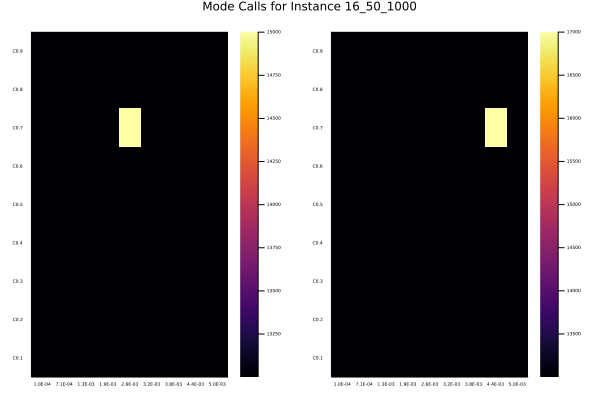 Mode Calls for Instance 16_50_1000
C0.9
C0.8
C0.7
C0.6
C0.5
C0.4
C0.3
C0.2
C0.1
1.0E-04 7.1E-04 1.3E-03 1.9E-03 2.6E-03 3.2E-03 3.8E-03 4.4E-03 5.0E-03
15000
14750
14500
14250
14000
13750
13500
13250
C0.9
C0.8
C0.7
C0.6
C0.5
C0.4
C0.3
C0.2
C0.1
1.0E-04 7.1E-04 1.3E-03 1.9E-03 2.6E-03 3.2E-03 3.8E-03 4.4E-03 5.0E-03
17000
16500
16000
15500
15000
14500
14000
13500